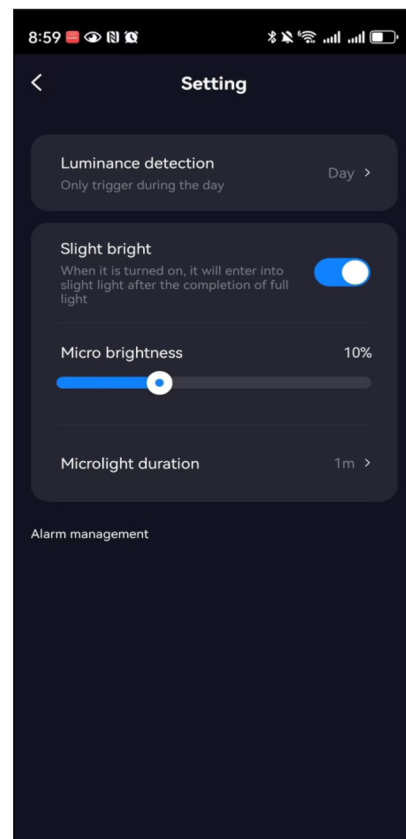 8:59
Setting
Luminance detection
Only trigger during the day
Day >
Slight bright
When it is turned on, it will enter into
slight light after the completion of full
light
Micro brightness
10%
Microlight duration
1m >
Alarm management